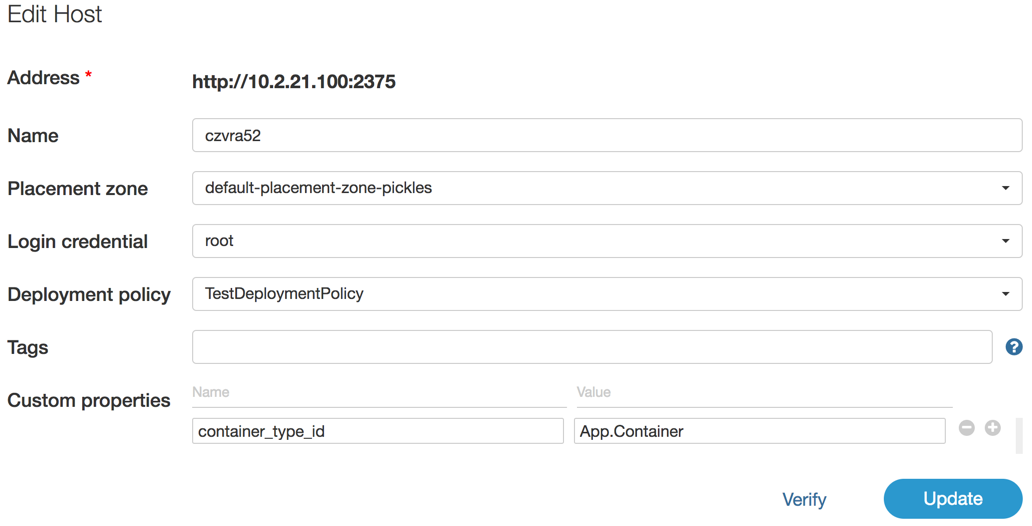 Edit Host
Address * http://10.2.21.100:2375
Name czvra52
Placement zone default-placement-zone-pickles
Login credential root
Deployment policy TestDeploymentPolicy
Tags ?
Custom properties Name Value
container_type_id App.Container
Verify Update